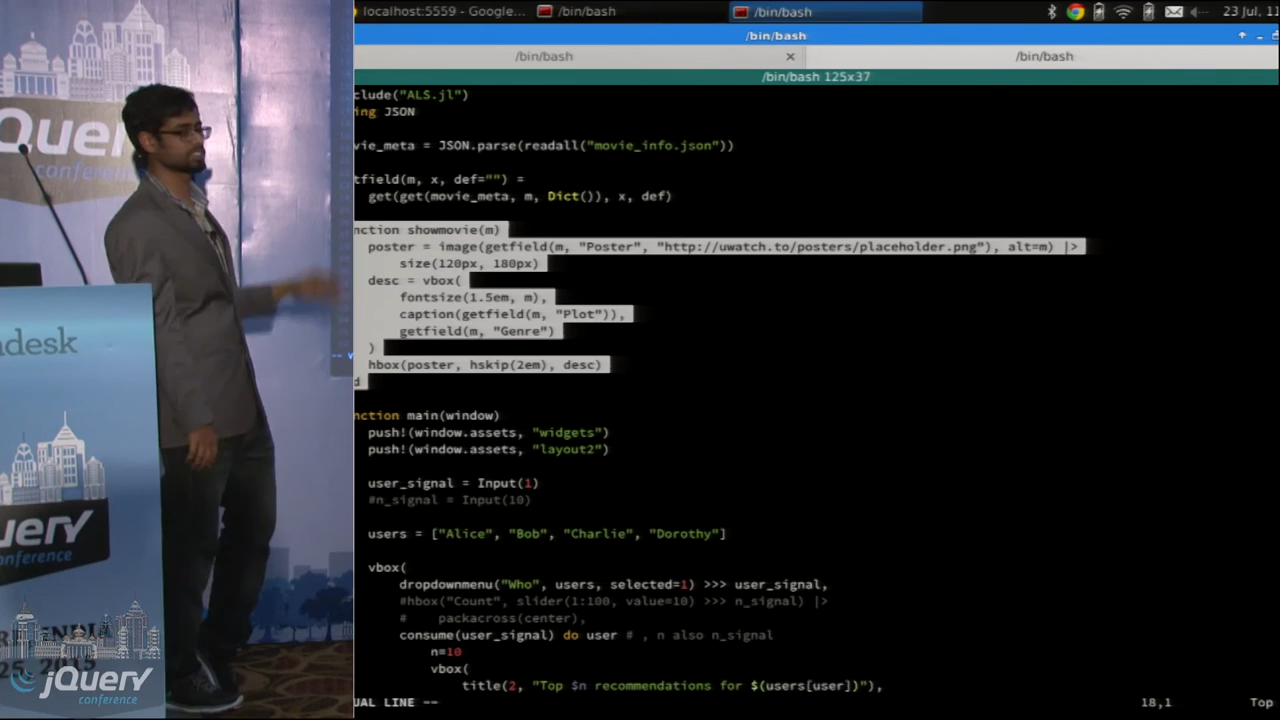 localhost:5559 - Google... /bin/bash /bin/bash 23 Jul, 11
/bin/bash
/bin/bash × /bin/bash
/bin/bash 125x37
clude("ALS.jl")
ing JSON
vie_meta = JSON.parse(readall("movie_info.json"))
tfield(m, x, def="") =
get(get(movie_meta, m, Dict()), x, def)
nction showmovie(m)
poster = image(getfield(m, "Poster", "http://uwatch.to/posters/placeholder.png"), alt=m) |>
size(120px, 180px)
desc = vbox(
fontsize(1.5em, m),
caption(getfield(m, "Plot")),
getfield(m, "Genre")
)
hbox(poster, hskip(2em), desc)
d
nction main(window)
push!(window.assets, "widgets")
push!(window.assets, "layout2")
user_signal = Input(1)
#n_signal = Input(10)
users = ["Alice", "Bob", "Charlie", "Dorothy"]
vbox(
dropdownmenu("Who", users, selected=1) >>> user_signal,
#hbox("Count", slider(1:100, value=10) >>> n_signal) |>
# packacross(center),
consume(user_signal) do user # , n also n_signal
n=10
vbox(
title(2, "Top $n recommendations for $(users[user])"),
UAL LINE -- 18,1 Top
Query
conference
desk
uery
conference
25, 2015
jQuery
conference